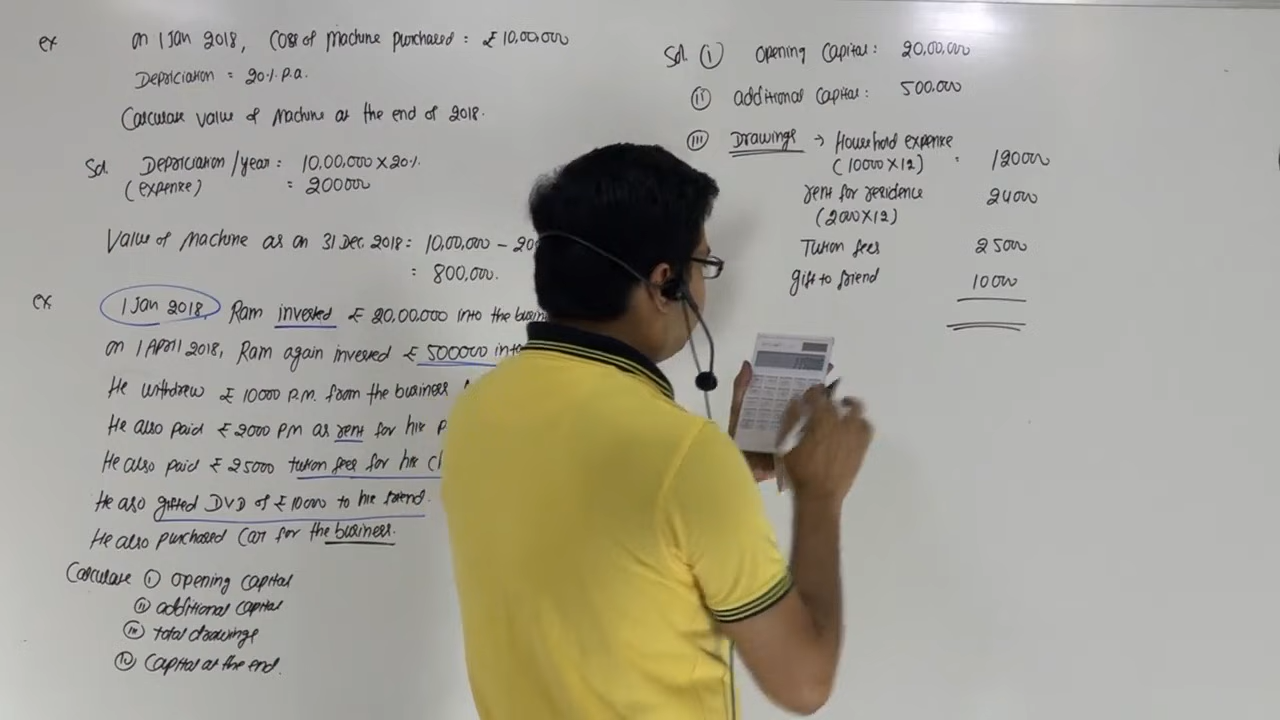 ex on 1 Jan 2018, Cost of Machine purchased: ₹ 10,00,000
Depriciation = 20% p.a.
Calculate value of Machine at the end of 2018.
Sol. Depriciation / year: 10,00,000 X 20%
(expense) = 200000
Value of Machine as on 31 Dec 2018: 10,00,000 - 20
: 800,000.
ex 1 Jan 2018, Ram invested ₹ 20,00,000 into the busin
on 1 April 2018, Ram again invested ₹ 500000 into
He withdrew ₹ 10000 P.M. from the business
He also paid ₹ 2000 PM as rent for his p
He also paid ₹ 25000 tution fees for his c
He also gifted DVD of ₹ 10000 to his friend.
He also purchased Car for the business.
Calculate (i) opening capital
(ii) additional capital
(iii) total drawings
(iv) Capital at the end.
Sol. (i) opening Capital: 20,00,000
(ii) additional Capital: 500,000
(iii) Drawings → Household expense
(10000 X 12) : 120000
rent for residence 24000
(2000 X 12)
Tution fees 25000
gift to friend 10000